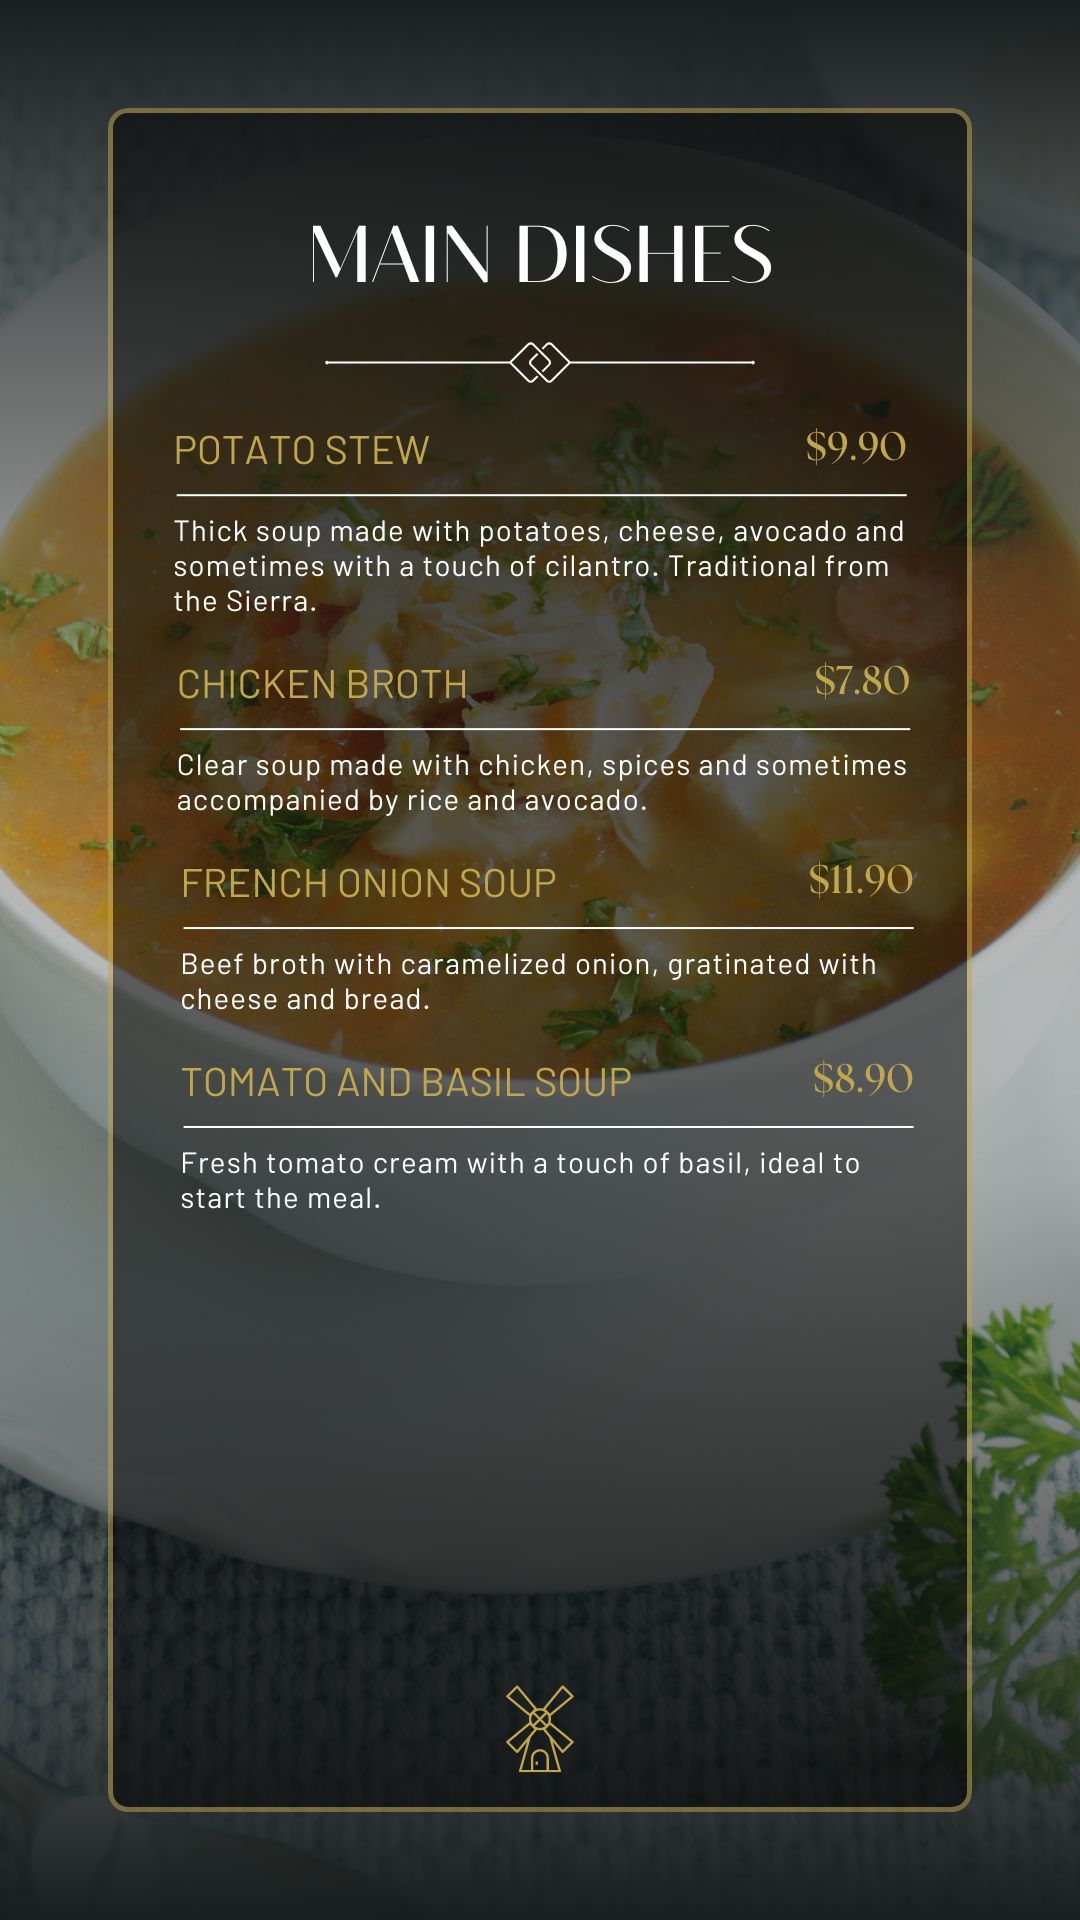 MAIN DISHES
POTATO STEW $9.90
Thick soup made with potatoes, cheese, avocado and
sometimes with a touch of cilantro. Traditional from
the Sierra.
CHICKEN BROTH $7.80
Clear soup made with chicken, spices and sometimes
accompanied by rice and avocado.
FRENCH ONION SOUP $11.90
Beef broth with caramelized onion, gratinated with
cheese and bread.
TOMATO AND BASIL SOUP $8.90
Fresh tomato cream with a touch of basil, ideal to
start the meal.